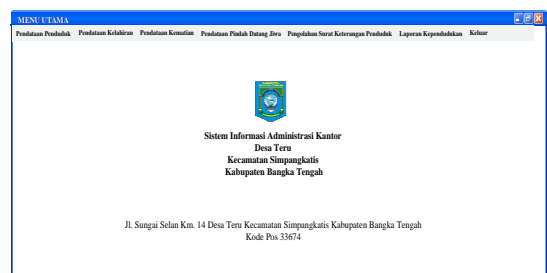 MENU UTAMA
Pendataan Penduduk Pendataan Kelahiran Pendataan Kematian Pendataan Pindah Datang Jiwa Pengolahan Surat Keterangan Penduduk Laporan Kependudukan Keluar
Sistem Informasi Administrasi Kantor
Desa Teru
Kecamatan Simpangkatis
Kabupaten Bangka Tengah
Jl. Sungai Selan Km. 14 Desa Teru Kecamatan Simpangkatis Kabupaten Bangka Tengah
Kode Pos 33674